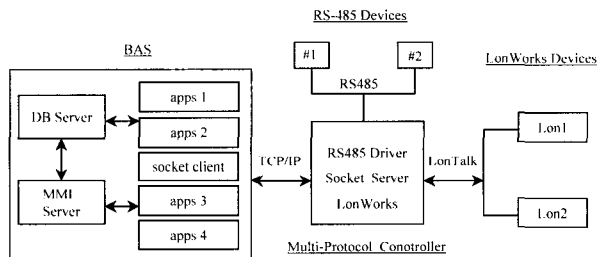 RS-485 Devices
BAS
#1
#2
LonWorks Devices
RS485
apps 1
DB Server
apps 2
Lon1
socket client
TCP/IP
RS485 Driver
Socket Server
LonWorks
LonTalk
MMI
Server
apps 3
apps 4
Lon2
Multi-Protocol Conotroller